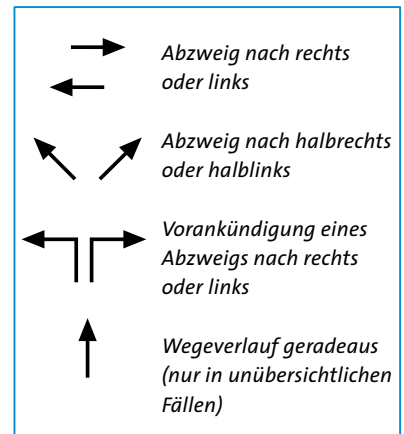 Abzweig nach rechts
oder links
Abzweig nach halbrechts
oder halblinks
Vorankündigung eines
Abzweigs nach rechts
oder links
Wegeverlauf geradeaus
(nur in unübersichtlichen
Fällen)